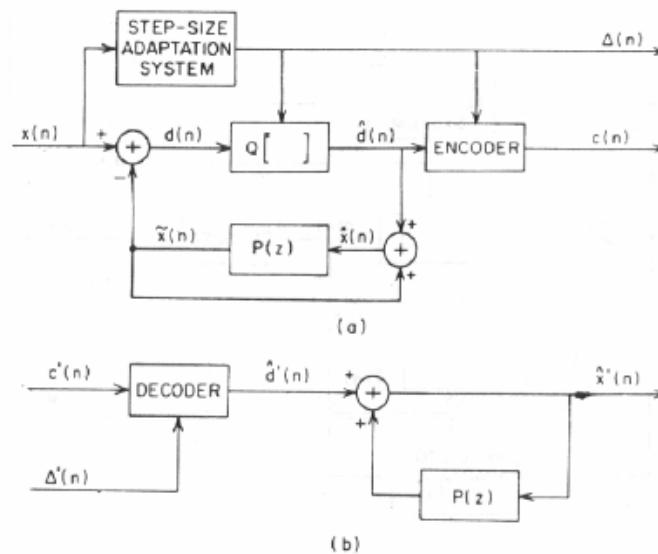 STEP-SIZE
ADAPTATION
SYSTEM
Δ(n)
x(n)
+
+
d(n)
Q[ ]
d̂(n)
ENCODER
c(n)
−
x̃(n)
P(z)
x̂(n)
+
+
+
(a)
c'(n)
DECODER
d̂'(n)
+
+
x̂'(n)
+
Δ'(n)
P(z)
(b)